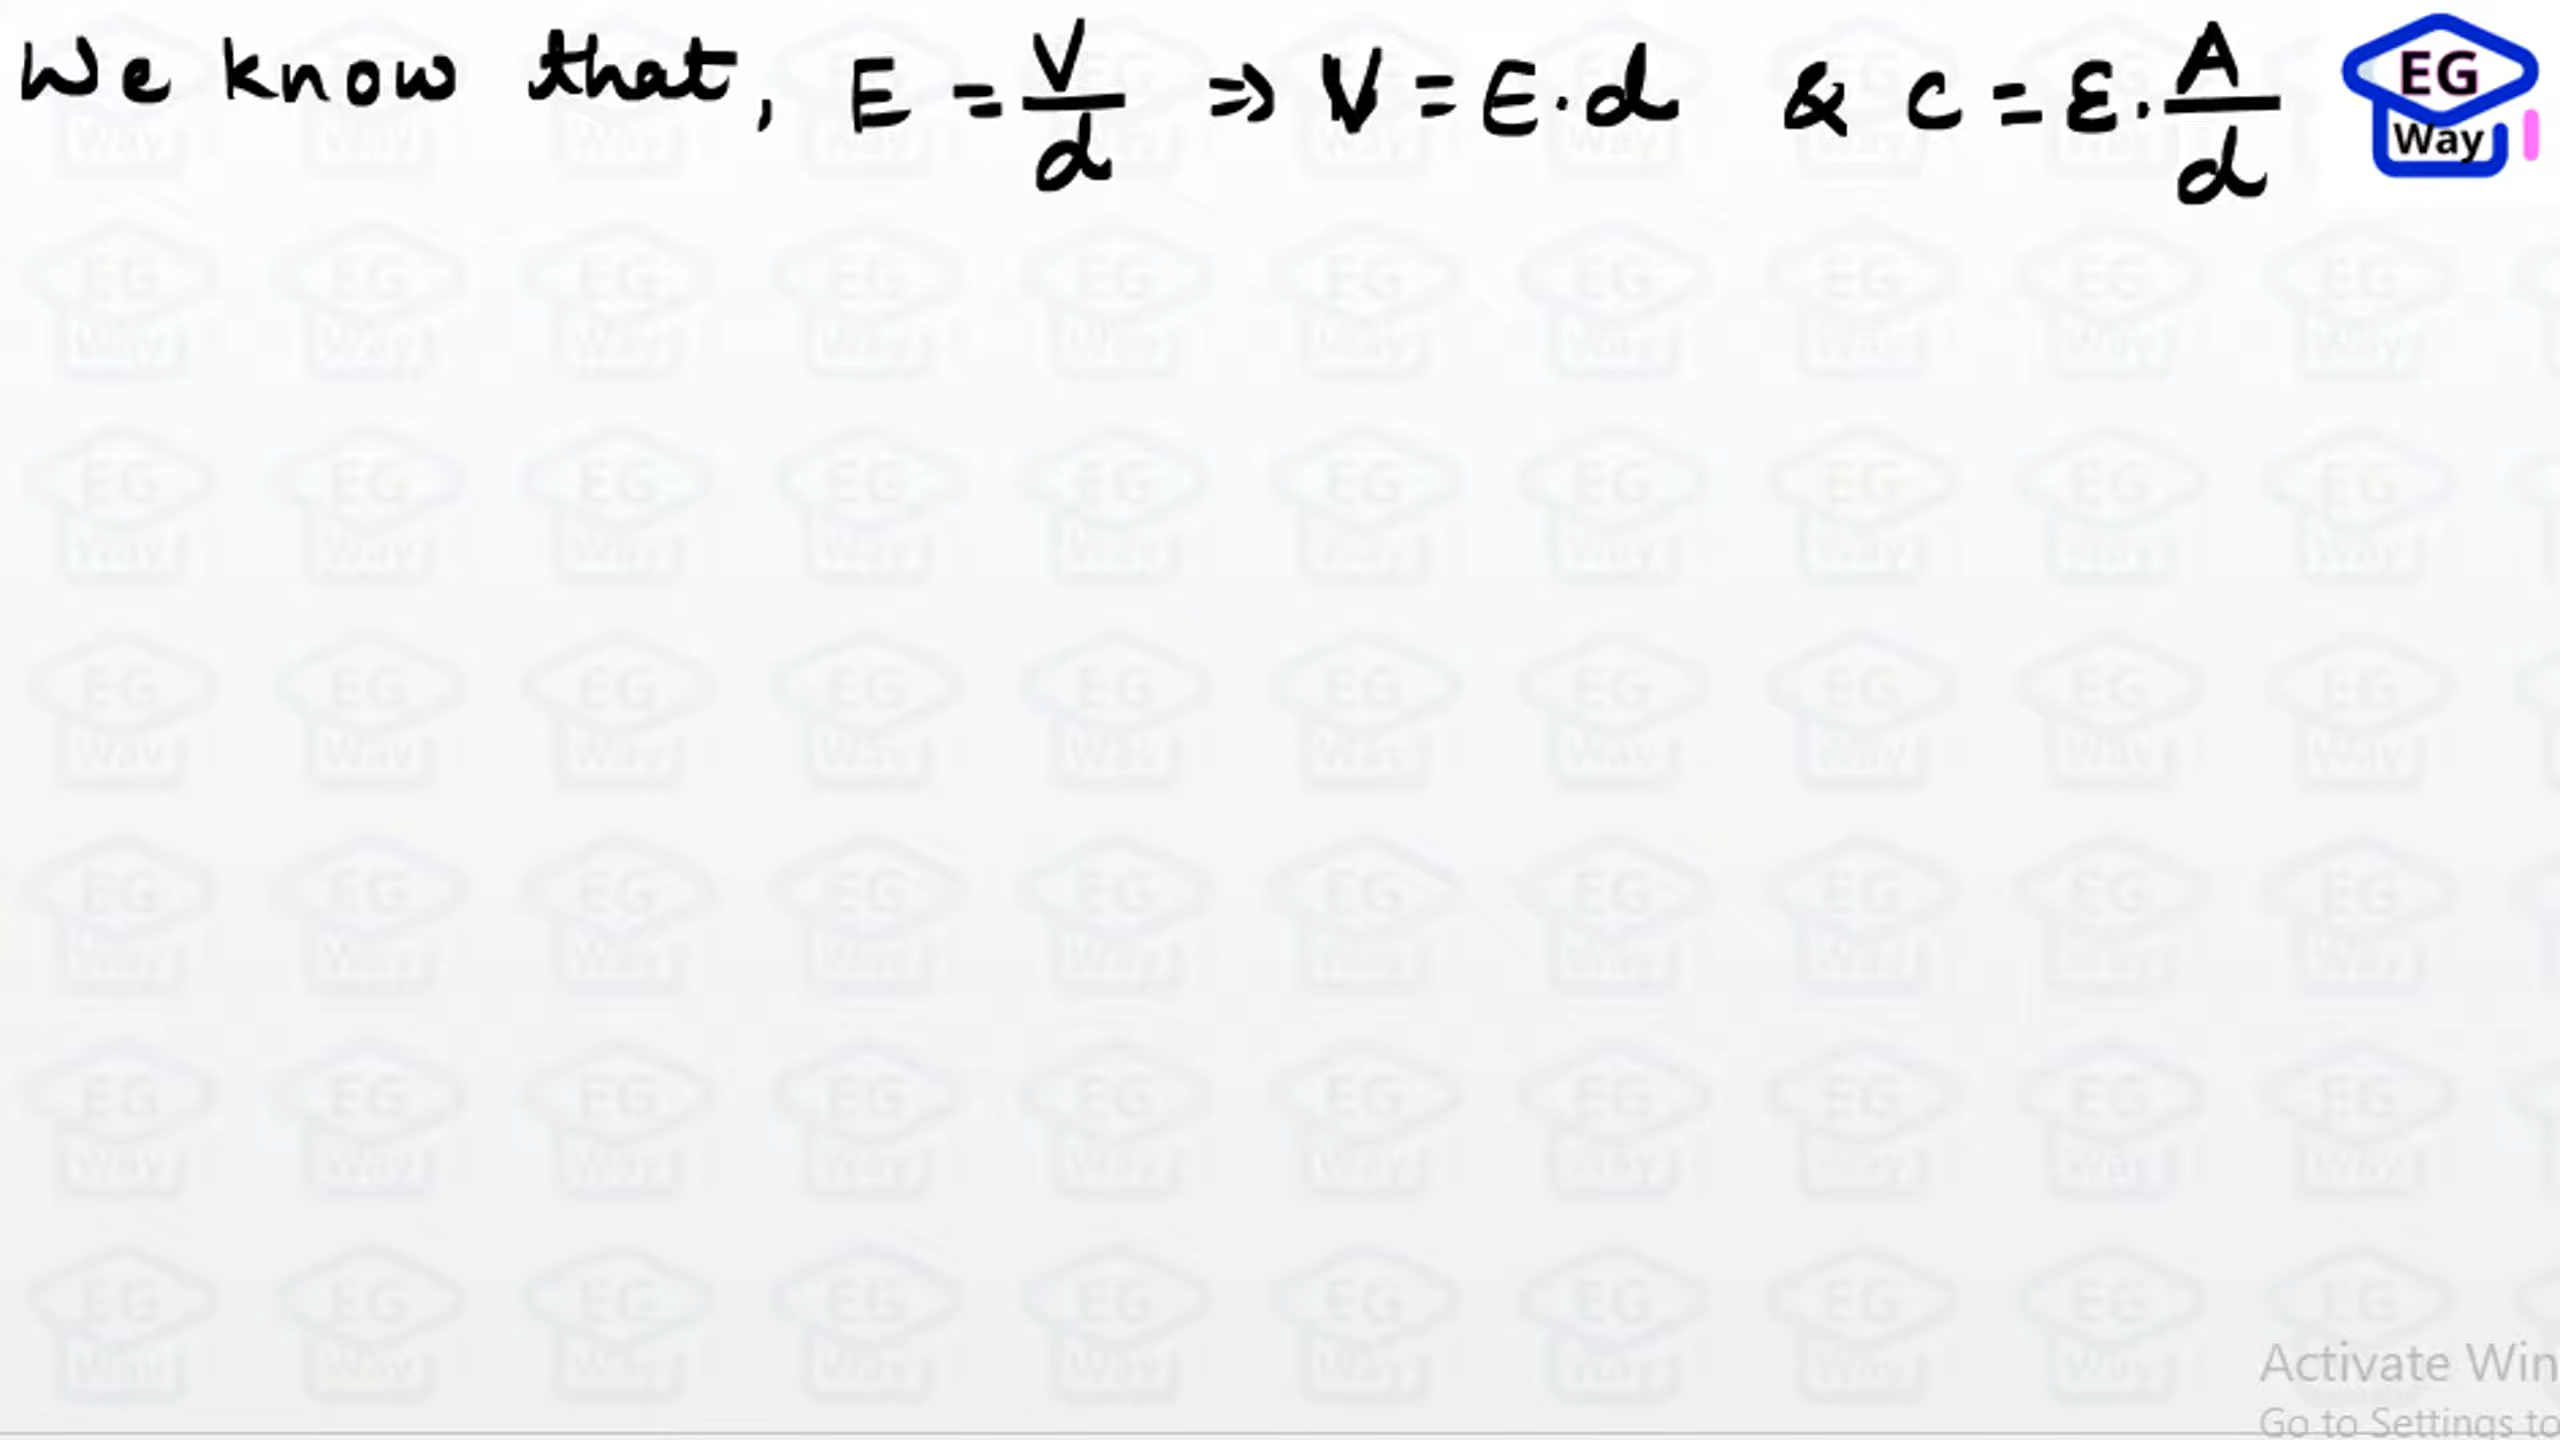 We know that, E = V/d ⇒ V = E·d & C = ε·A/d
EG
Way
Activate Win
Go to Settings to